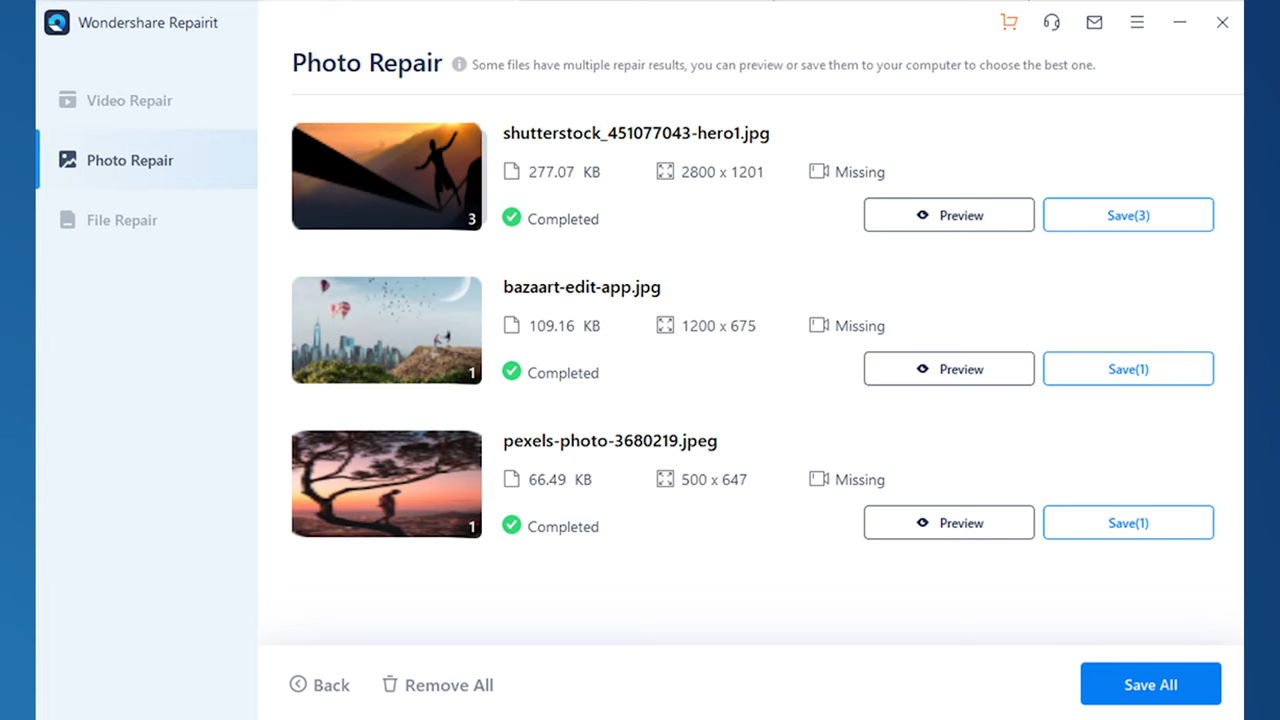 Wondershare Repairit
Video Repair
Photo Repair
File Repair
Photo Repair Some files have multiple repair results, you can preview or save them to your computer to choose the best one.
shutterstock_451077043-hero1.jpg
277.07 KB 2800 x 1201 Missing
3
Completed Preview Save(3)
bazaart-edit-app.jpg
109.16 KB 1200 x 675 Missing
1
Completed Preview Save(1)
pexels-photo-3680219.jpeg
66.49 KB 500 x 647 Missing
1
Completed Preview Save(1)
Back Remove All Save All